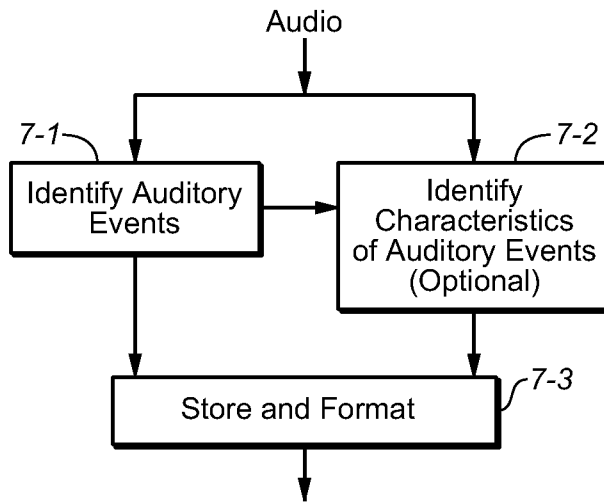 Audio
7-1
7-2
Identify Auditory
Events
Identify
Characteristics
of Auditory Events
(Optional)
7-3
Store and Format